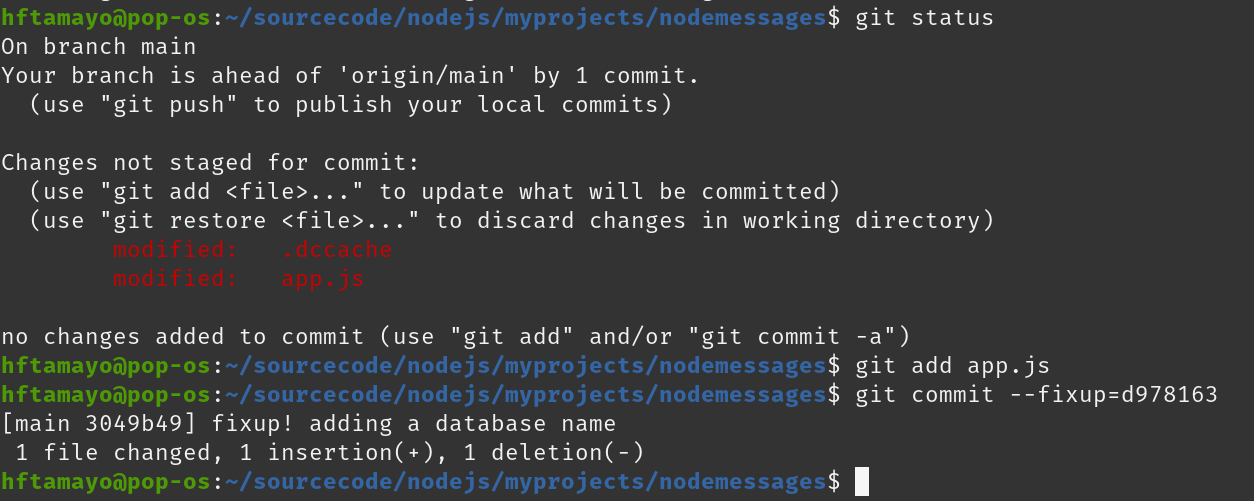 hftamayo@pop-os:~/sourcecode/nodejs/myprojects/nodemessages$ git status
On branch main
Your branch is ahead of 'origin/main' by 1 commit.
  (use "git push" to publish your local commits)

Changes not staged for commit:
  (use "git add <file>..." to update what will be committed)
  (use "git restore <file>..." to discard changes in working directory)
        modified:   .dccache
        modified:   app.js

no changes added to commit (use "git add" and/or "git commit -a")
hftamayo@pop-os:~/sourcecode/nodejs/myprojects/nodemessages$ git add app.js
hftamayo@pop-os:~/sourcecode/nodejs/myprojects/nodemessages$ git commit --fixup=d978163
[main 3049b49] fixup! adding a database name
 1 file changed, 1 insertion(+), 1 deletion(-)
hftamayo@pop-os:~/sourcecode/nodejs/myprojects/nodemessages$